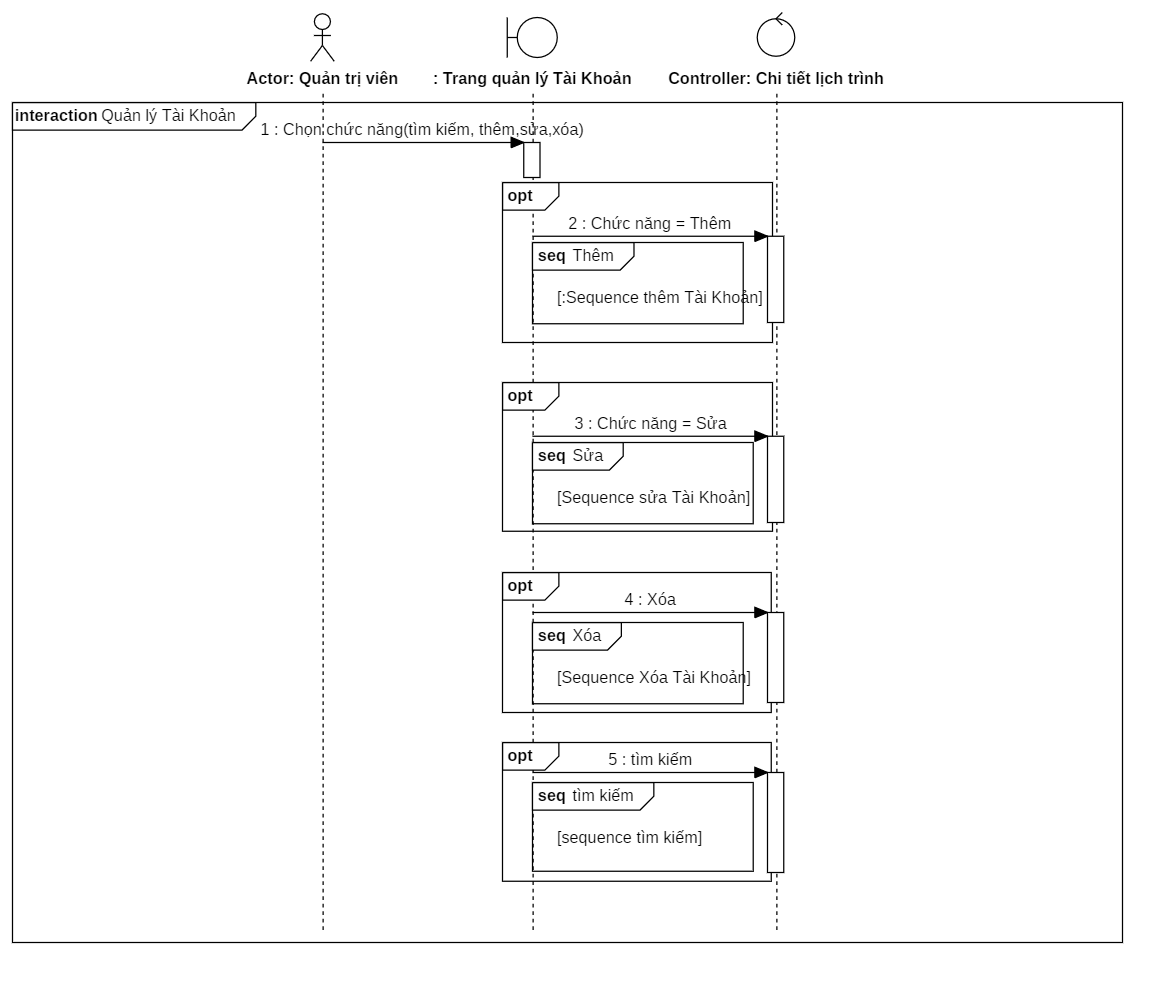 Actor: Quản trị viên
: Trang quản lý Tài Khoản
Controller: Chi tiết lịch trình
interaction Quản lý Tài Khoản
1 : Chọn chức năng(tìm kiếm, thêm,sửa,xóa)
opt
2 : Chức năng = Thêm
seq Thêm
[:Sequence thêm Tài Khoản]
opt
3 : Chức năng = Sửa
seq Sửa
[Sequence sửa Tài Khoản]
opt
4 : Xóa
seq Xóa
[Sequence Xóa Tài Khoản]
opt
5 : tìm kiếm
seq tìm kiếm
[sequence tìm kiếm]